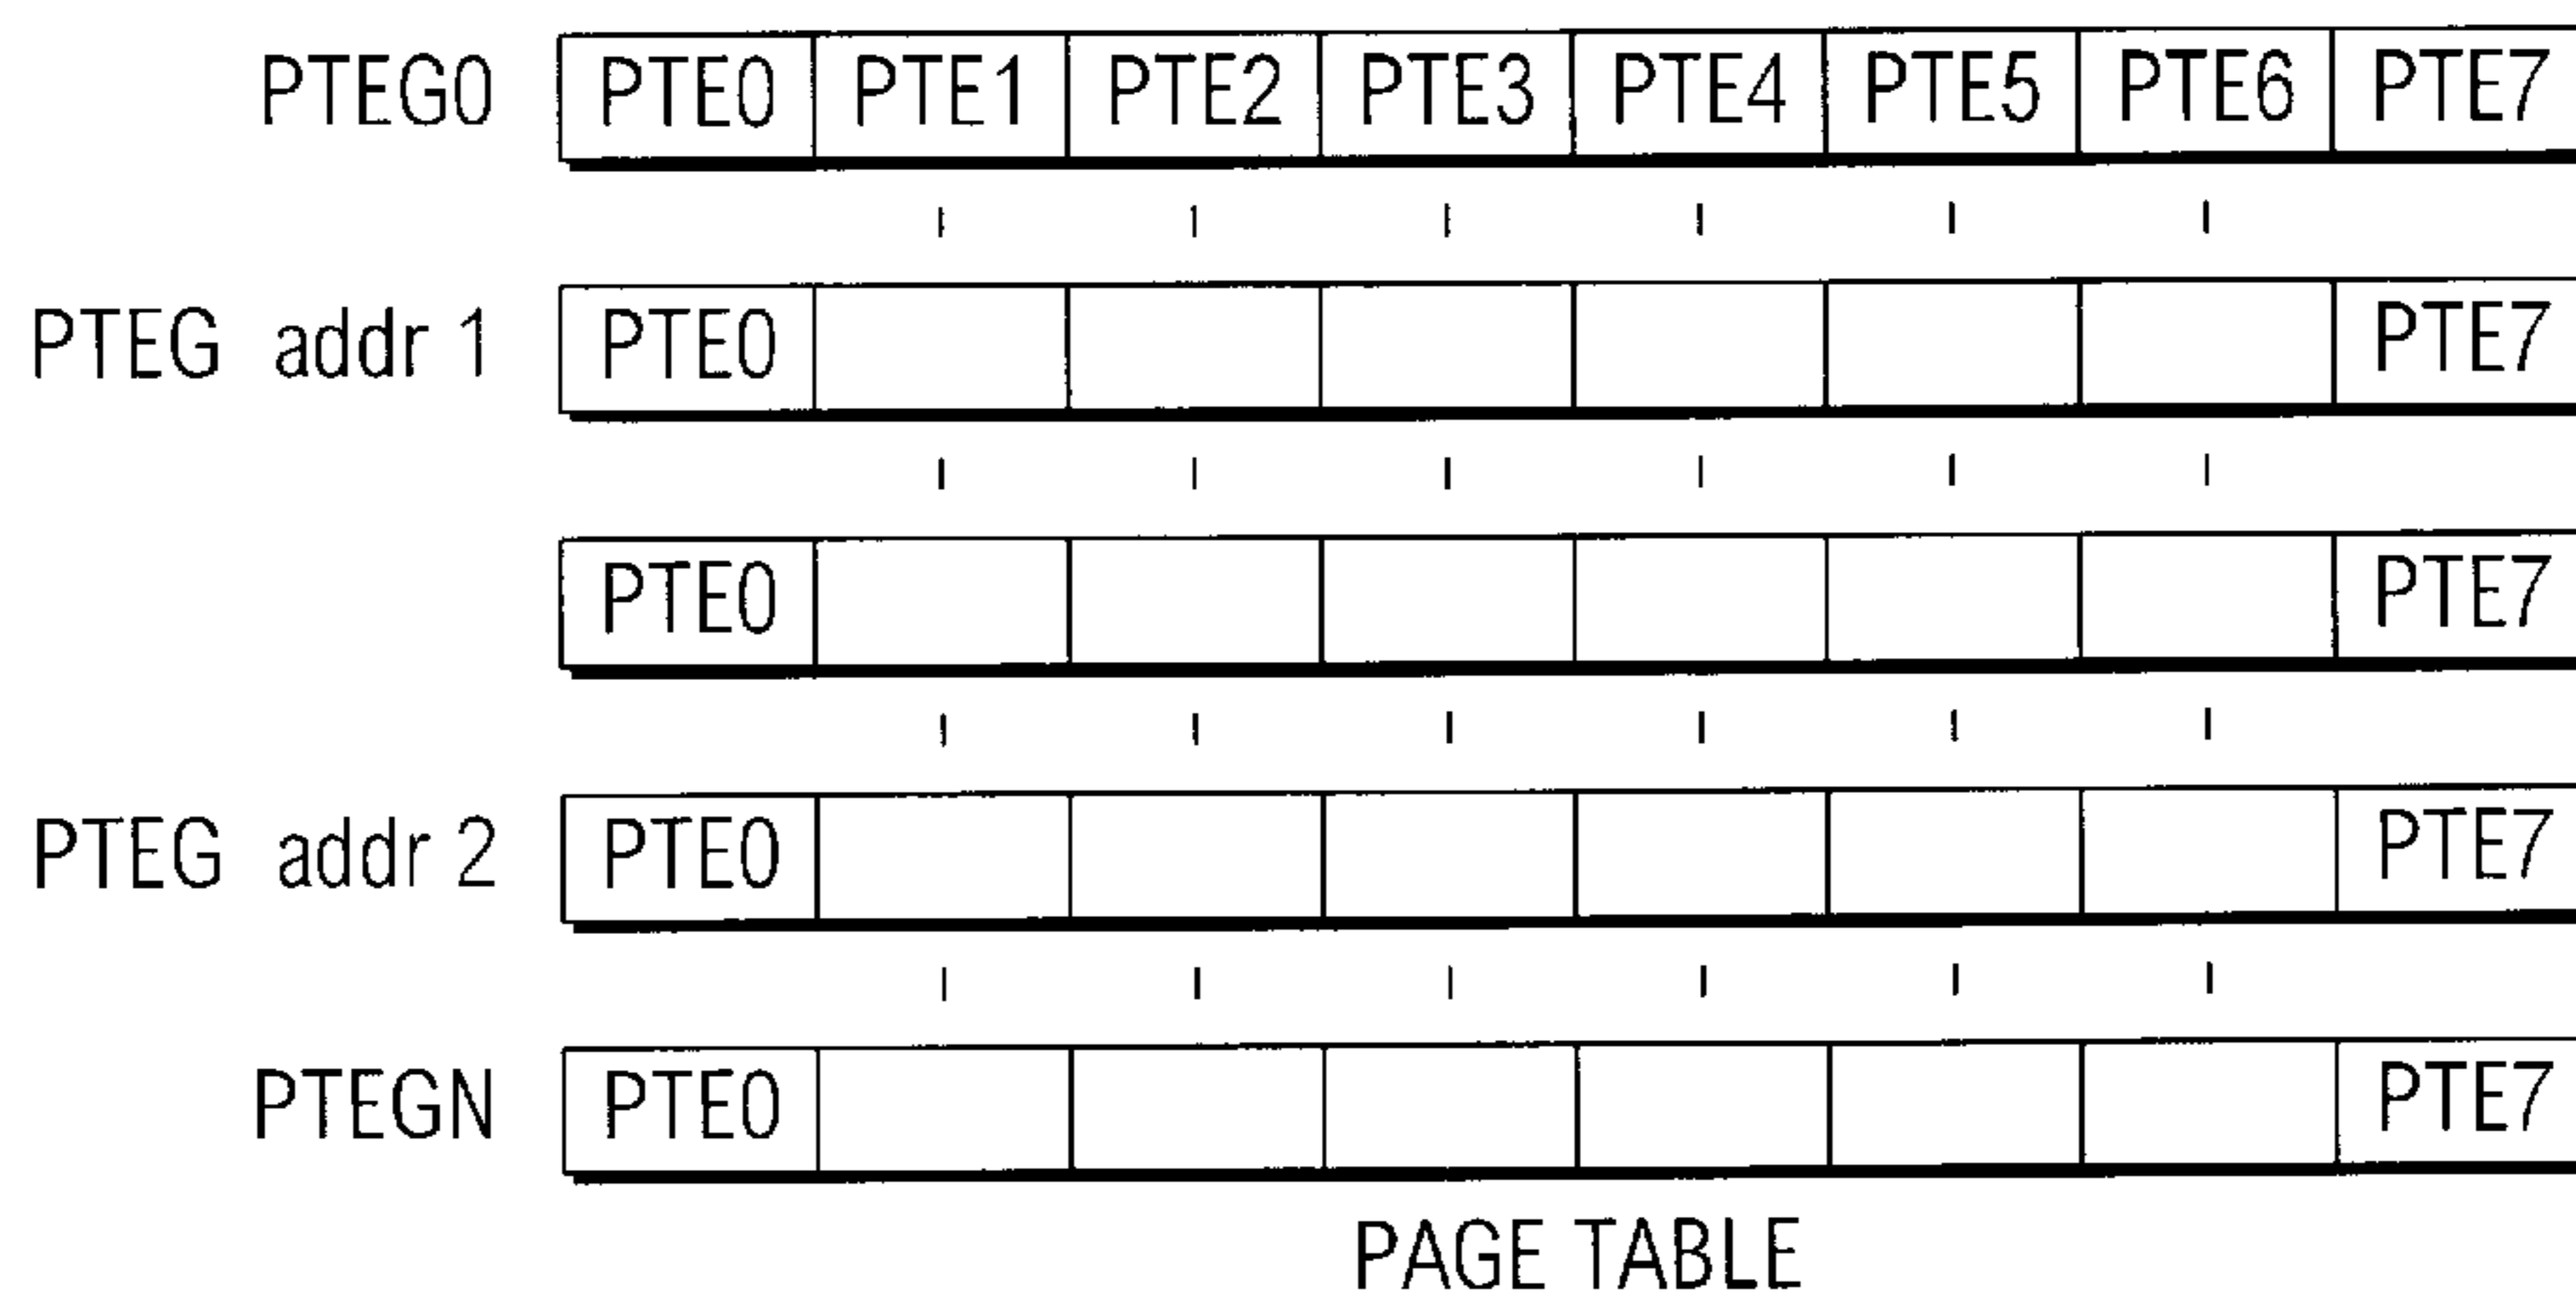 PTEG0 PTE0 PTE1 PTE2 PTE3 PTE4 PTE5 PTE6 PTE7
PTEG addr 1 PTE0 PTE7
PTE0 PTE7
PTEG addr 2 PTE0 PTE7
PTEGN PTE0 PTE7
PAGE TABLE